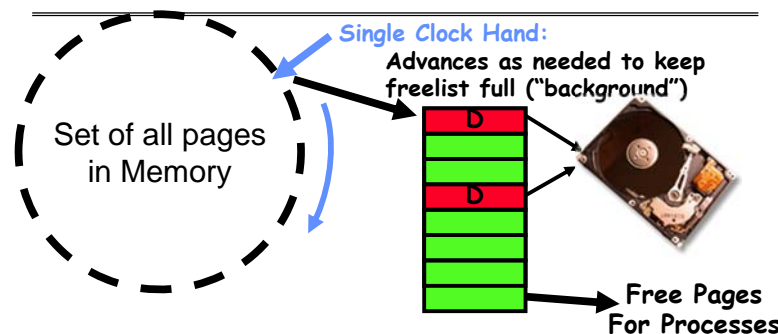 Single Clock Hand:
Advances as needed to keep
freelist full ("background")
Set of all pages
in Memory
D
D
Free Pages
For Processes